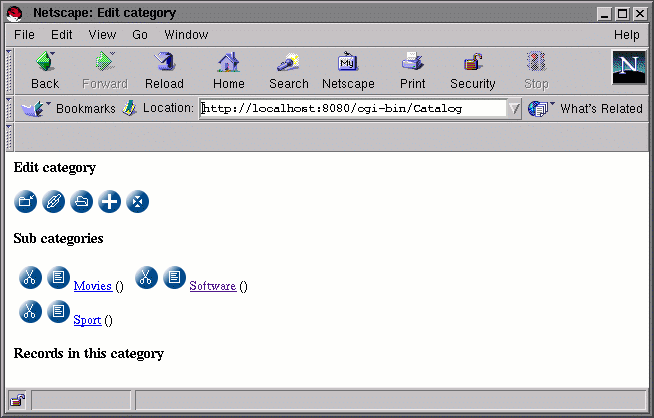 Netscape: Edit category
File Edit View Go Window Help
Back Forward Reload Home Search Netscape Print Security Stop
My
N
Bookmarks Location: http://localhost:8080/cgi-bin/Catalog What's Related
Edit category
Sub categories
Movies () Software ()
Sport ()
Records in this category